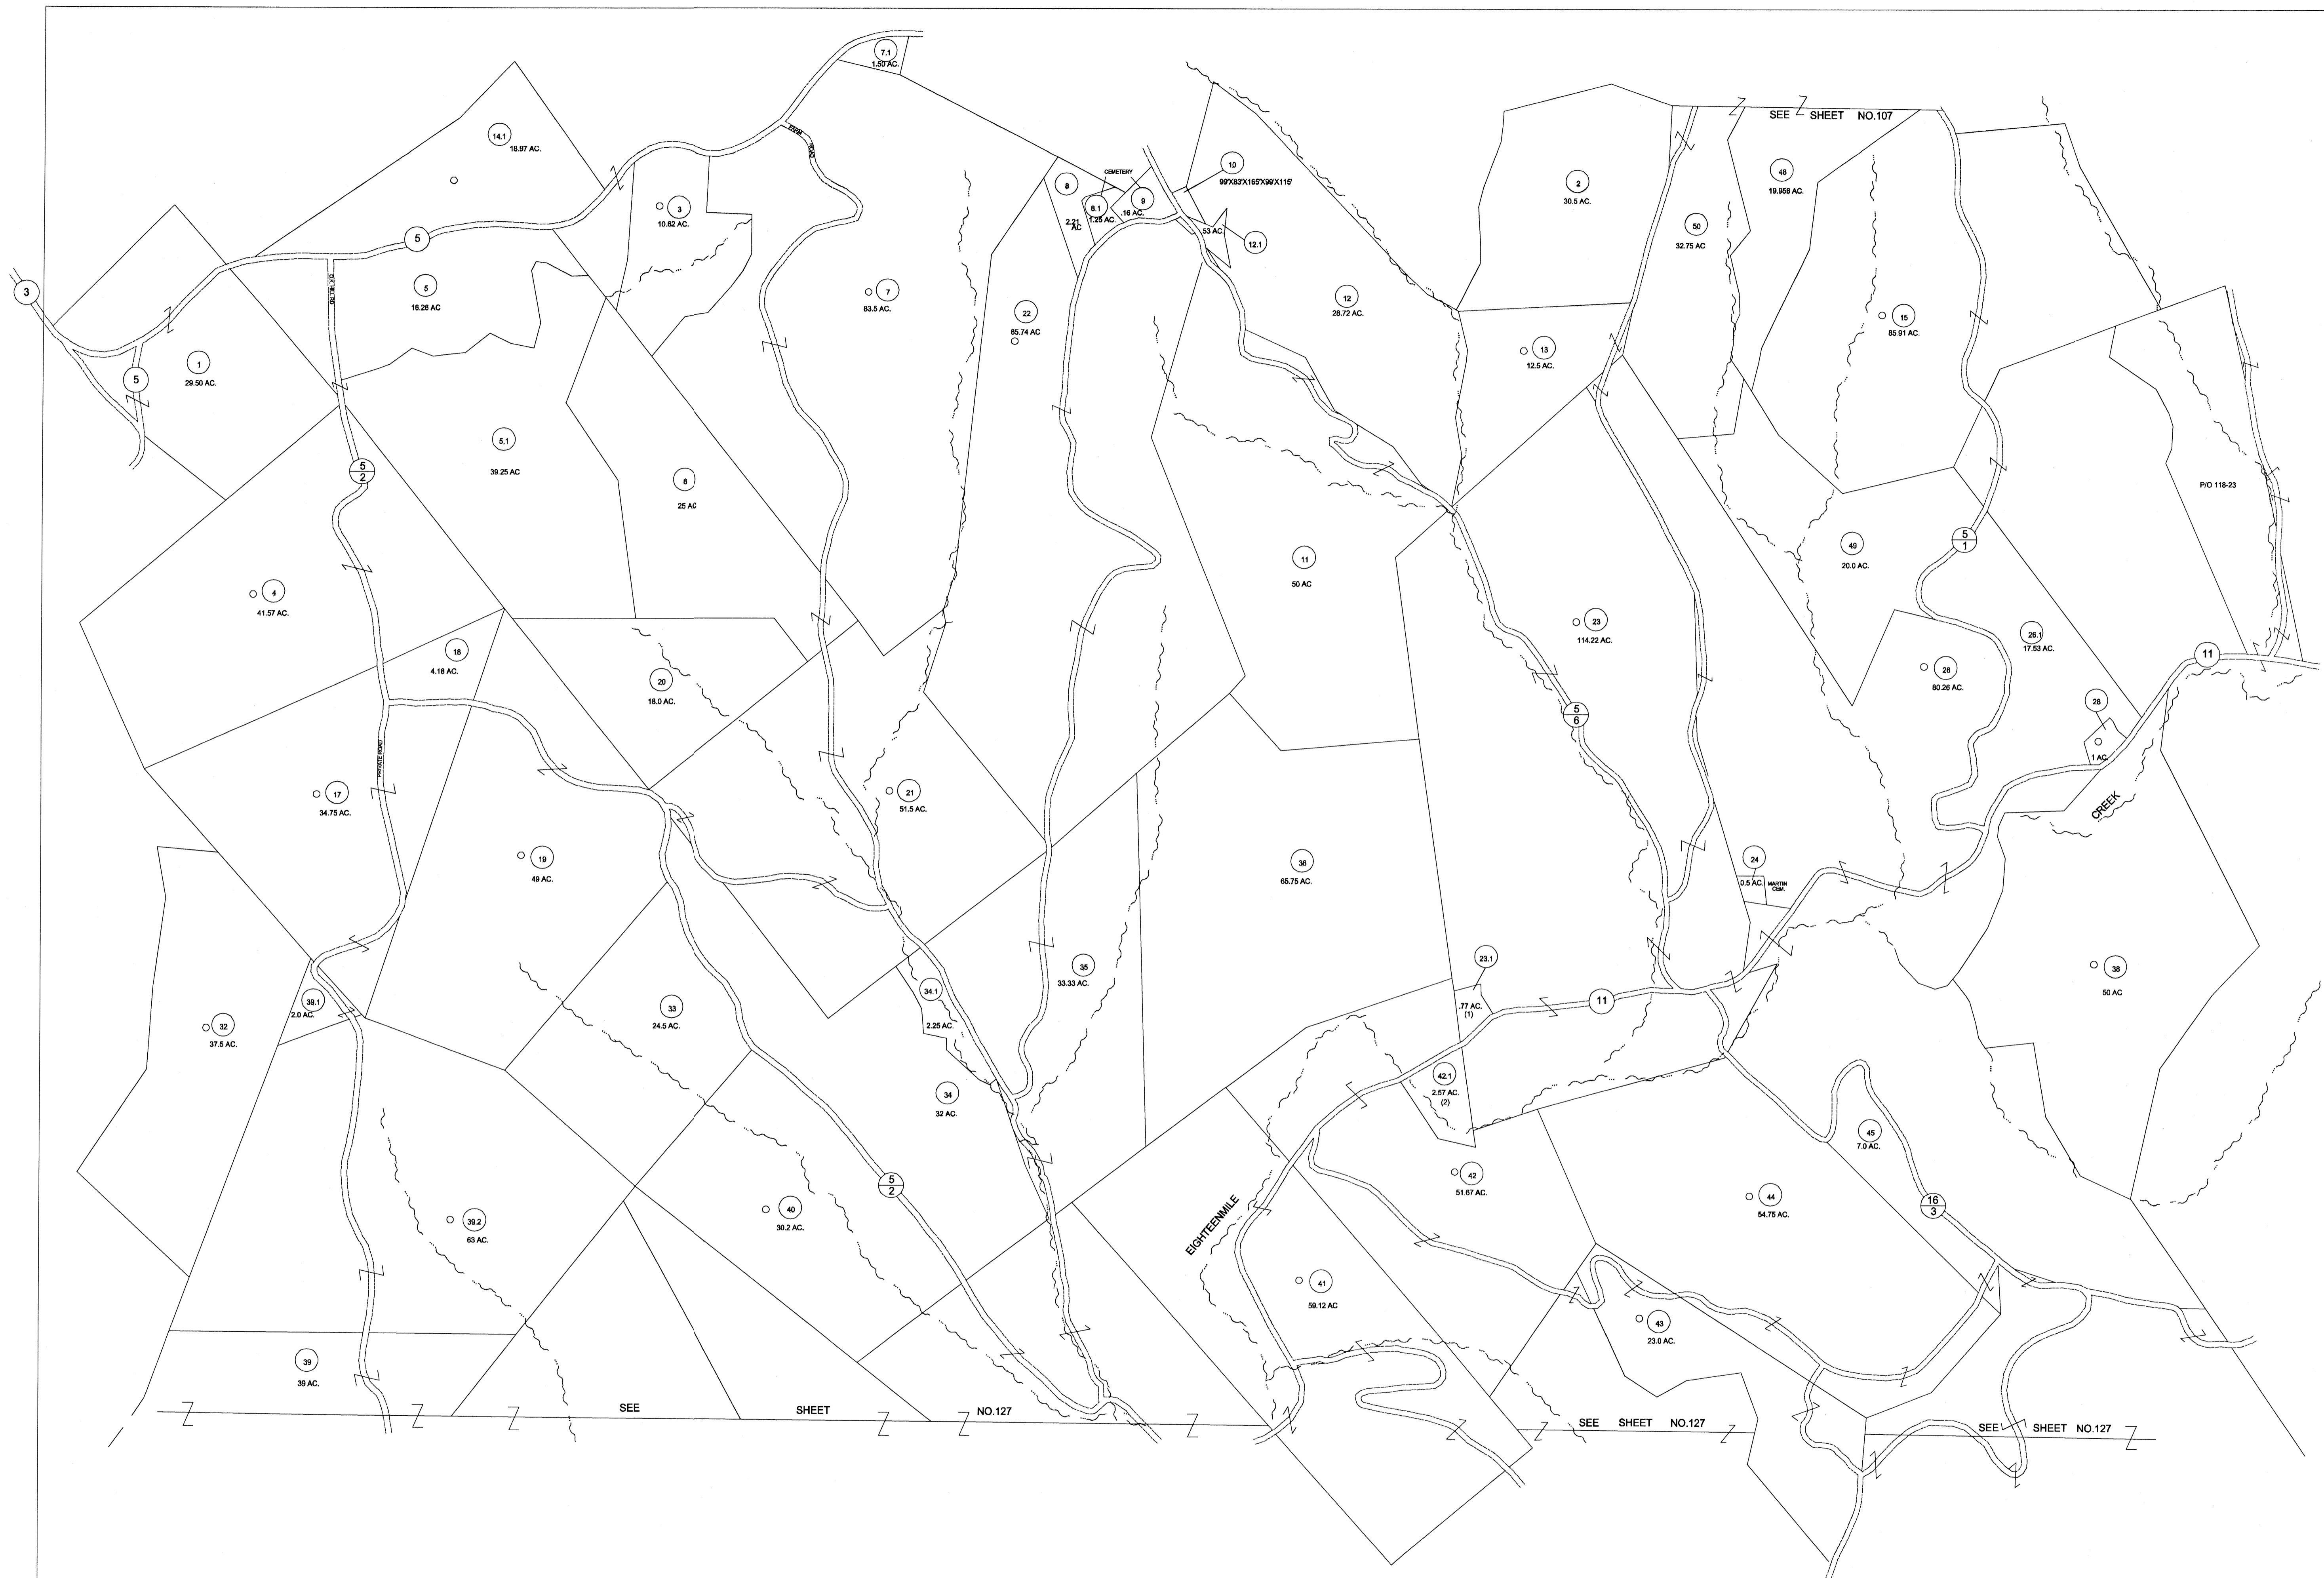 7.1
1.50 AC.
SEE SHEET NO.107
14.1
18.97 AC.
FARM
ROAD
CEMETERY
10
99'X83'X165'X99'X115'
8
2.21
AC
8.1
1.25 AC.
9
.16 AC.
.53 AC.
12.1
2
30.5 AC.
48
19.956 AC.
50
32.75 AC
3
10.62 AC.
5
3
5
16.26 AC
7
83.5 AC.
22
85.74 AC
12
28.72 AC.
15
85.91 AC.
13
12.5 AC.
1
29.50 AC.
5
5.1
39.25 AC
5
2
6
25 AC
P/O 118-23
11
50 AC
49
20.0 AC.
5
1
4
41.57 AC.
23
114.22 AC.
26.1
17.53 AC.
18
4.18 AC.
20
18.0 AC.
26
80.26 AC.
11
28
1 AC.
5
6
PRIVATE ROAD
17
34.75 AC.
21
51.5 AC.
CREEK
19
49 AC.
36
65.75 AC.
24
0.5 AC.
MARTIN
CEM.
35
33.33 AC.
23.1
.77 AC.
(1)
11
38
50 AC
39.1
2.0 AC.
34.1
2.25 AC.
32
37.5 AC.
33
24.5 AC.
34
32 AC.
42.1
2.57 AC.
(2)
45
7.0 AC.
42
51.67 AC.
5
2
44
54.75 AC.
16
3
39.2
63 AC.
40
30.2 AC.
EIGHTEENMILE
41
59.12 AC
43
23.0 AC.
39
39 AC.
SEE SHEET NO.127
SEE SHEET NO.127
SEE SHEET NO.127